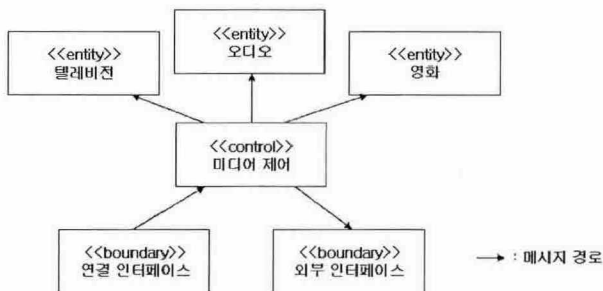 <<entity>>
오디오
<<entity>>
텔레비전
<<entity>>
영화
<<control>>
미디어 제어
<<boundary>>
연결 인터페이스
<<boundary>>
외부 인터페이스
: 메시지 경로